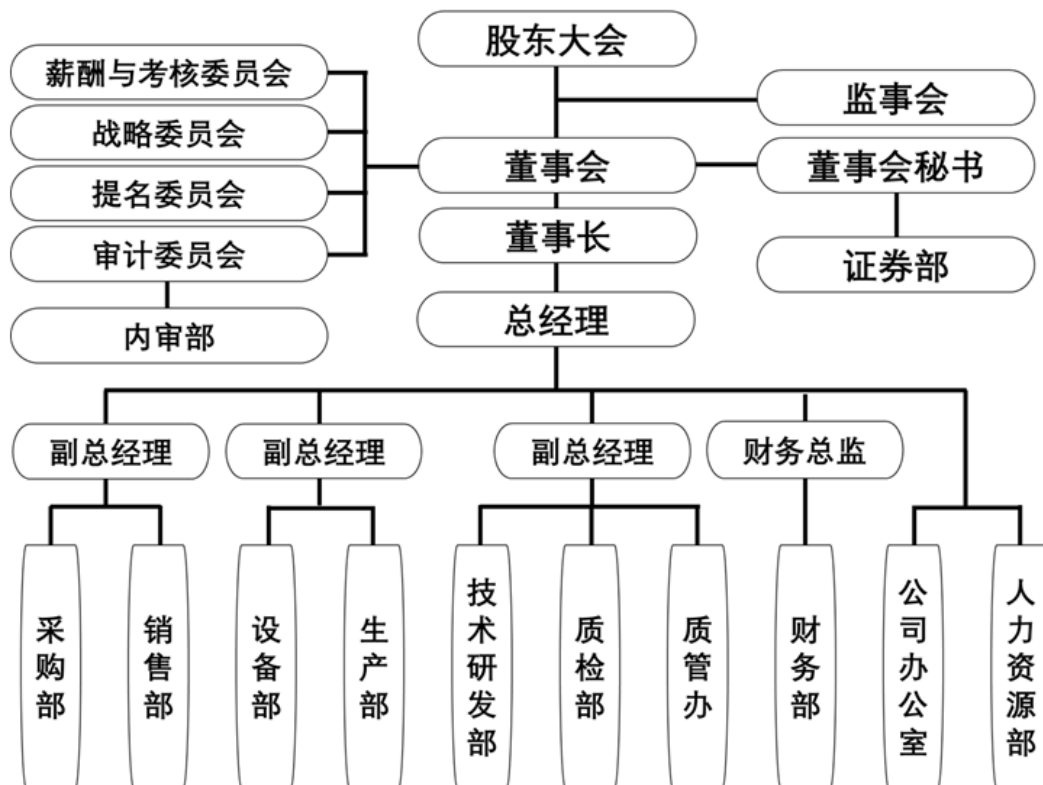 股东大会
薪酬与考核委员会
监事会
战略委员会
董事会
董事会秘书
提名委员会
董事长
审计委员会
证券部
总经理
内审部
副总经理
副总经理
副总经理
财务总监
采购部
销售部
设备部
生产部
技术研发部
质检部
质管办
财务部
公司办公室
人力资源部